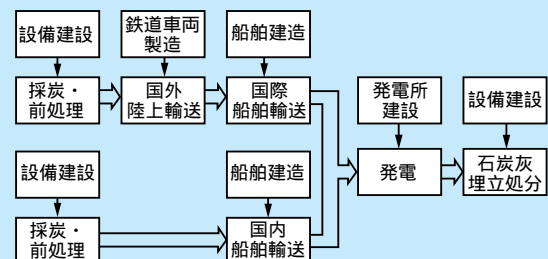 設備建設
鉄道車両
製造
船舶建造
採炭・
前処理
国外
陸上輸送
国際
船舶輸送
発電所
建設
設備建設
設備建設
船舶建造
発電
石炭灰
埋立処分
採炭・
前処理
国内
船舶輸送